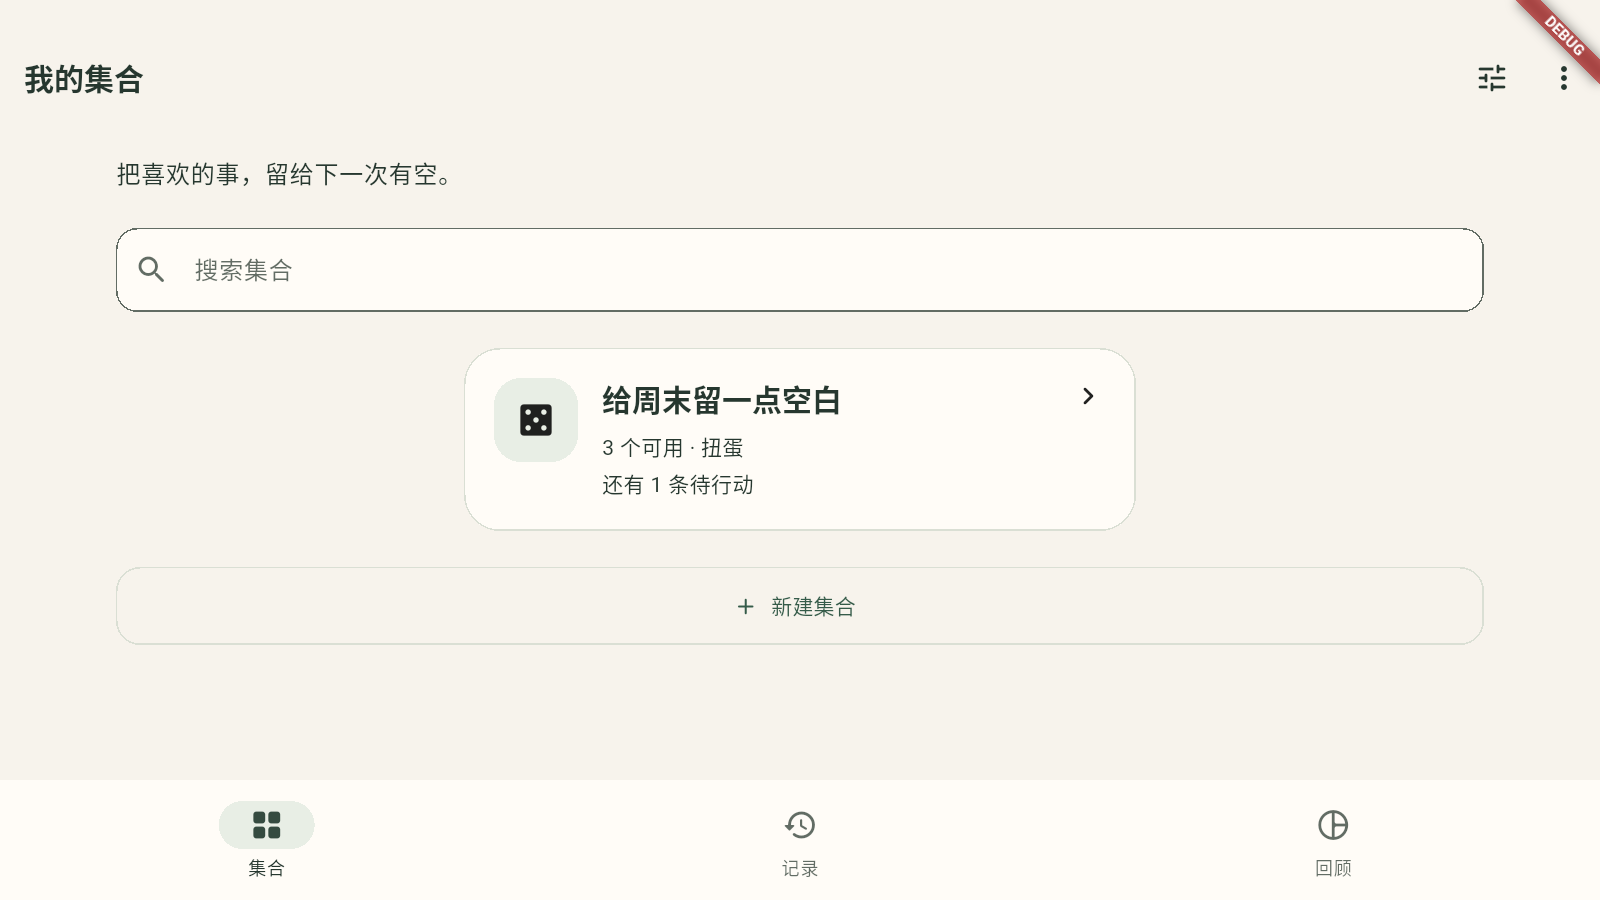 DEBUG
我的集合
把喜欢的事，留给下一次有空。
搜索集合
给周末留一点空白
3 个可用 · 扭蛋
还有 1 条待行动
+ 新建集合
集合
记录
回顾